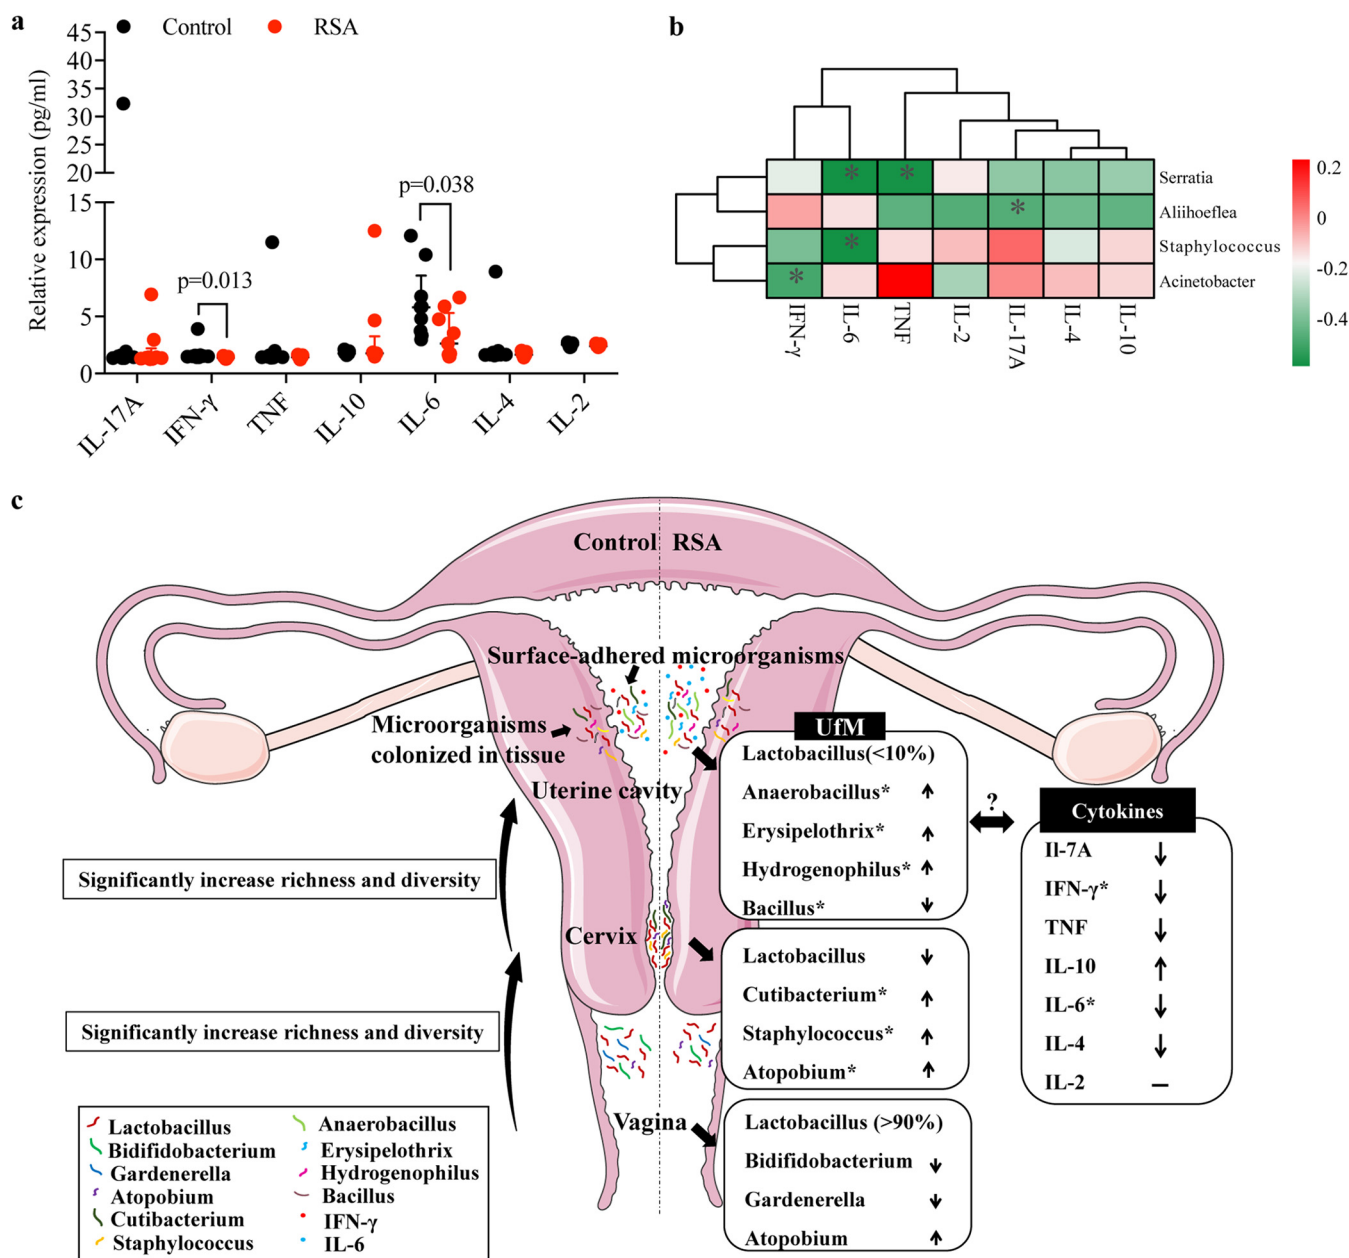 a
Control
RSA
Relative expression (pg/ml)
45
40
35
30
25
20
15
10
5
0
p=0.013
p=0.038
IL-17A
IFN-γ
TNF
IL-10
IL-6
IL-4
IL-2
b
*
*
Serratia
*
Aliihoeflea
*
Staphylococcus
*
Acinetobacter
IFN-γ
IL-6
TNF
IL-2
IL-17A
IL-4
IL-10
0.2
0
-0.2
-0.4
c
Control RSA
Surface-adhered microorganisms
Microorganisms
colonized in tissue
Uterine cavity
Cervix
Vagina
Significantly increase richness and diversity
Significantly increase richness and diversity
UfM
Lactobacillus(<10%)
Anaerobacillus* ↑
Erysipelothrix* ↑
Hydrogenophilus* ↑
Bacillus* ↓
Lactobacillus ↓
Cutibacterium* ↑
Staphylococcus* ↑
Atopobium* ↑
Lactobacillus (>90%)
Bidifidobacterium ↓
Gardenerella ↓
Atopobium ↑
?
Cytokines
Il-7A ↓
IFN-γ* ↓
TNF ↓
IL-10 ↑
IL-6* ↓
IL-4 ↓
IL-2 –
Lactobacillus
Bidifidobacterium
Gardenerella
Atopobium
Cutibacterium
Staphylococcus
Anaerobacillus
Erysipelothrix
Hydrogenophilus
Bacillus
IFN-γ
IL-6